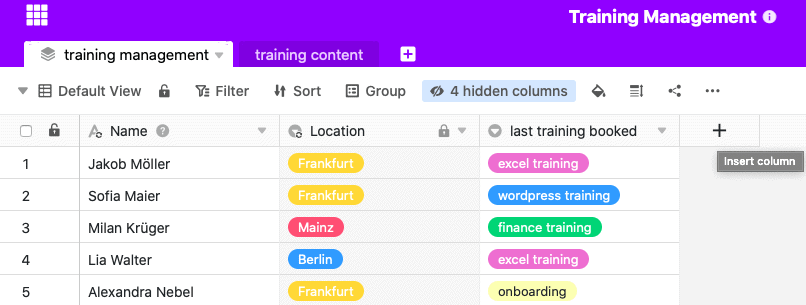 Training Management
training management training content
Default View Filter Sort Group 4 hidden columns
Name Location last training booked
Insert column
1 Jakob Möller Frankfurt excel training
2 Sofia Maier Frankfurt wordpress training
3 Milan Krüger Mainz finance training
4 Lia Walter Berlin excel training
5 Alexandra Nebel Frankfurt onboarding